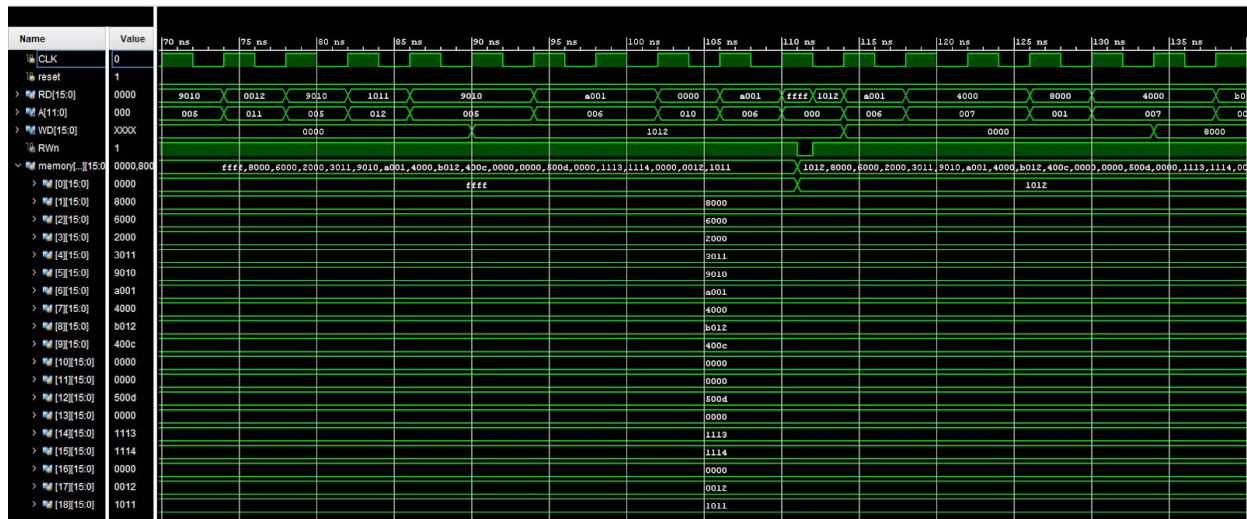 Name Value 70 ns 75 ns 80 ns 85 ns 90 ns 95 ns 100 ns 105 ns 110 ns 115 ns 120 ns 125 ns 130 ns 135 ns
CLK 0
reset 1
RD[15:0] 0000 9010 0012 9010 1011 9010 a001 0000 a001 ffff 1012 a001 4000 8000 4000 b0
A[11:0] 000 005 011 005 012 005 006 010 006 000 006 007 001 007 00
WD[15:0] XXXX 0000 1012 0000 8000
RWn 1
memory[...][15:0 0000,800 ffff,8000,6000,2000,3011,9010,a001,4000,b012,400c,0000,0000,500d,0000,1113,1114,0000,0012,1011 1012,8000,6000,2000,3011,9010,a001,4000,b012,400c,0000,0000,500d,0000,1113,1114,00
[0][15:0] 0000 ffff 1012
[1][15:0] 8000 8000
[2][15:0] 6000 6000
[3][15:0] 2000 2000
[4][15:0] 3011 3011
[5][15:0] 9010 9010
[6][15:0] a001 a001
[7][15:0] 4000 4000
[8][15:0] b012 b012
[9][15:0] 400c 400c
[10][15:0] 0000 0000
[11][15:0] 0000 0000
[12][15:0] 500d 500d
[13][15:0] 0000 0000
[14][15:0] 1113 1113
[15][15:0] 1114 1114
[16][15:0] 0000 0000
[17][15:0] 0012 0012
[18][15:0] 1011 1011